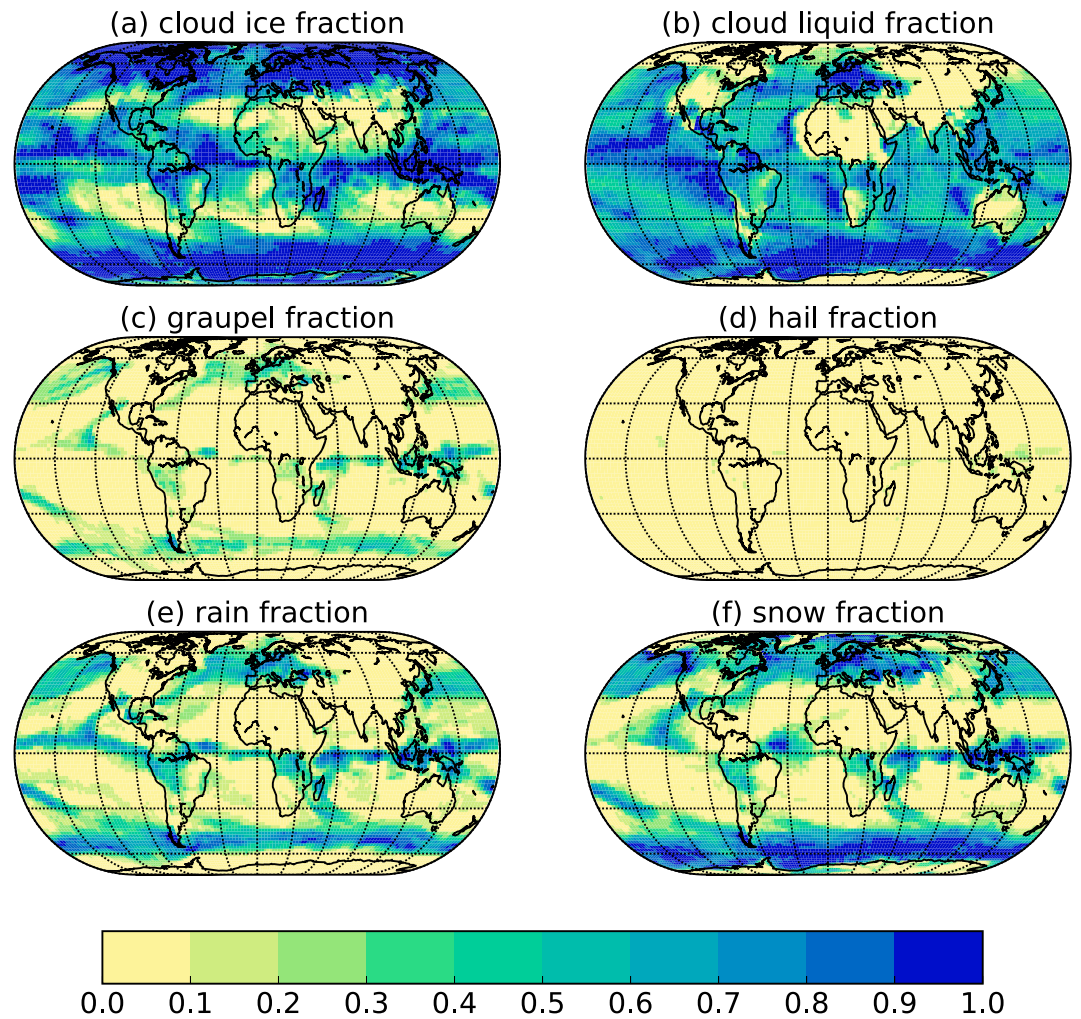 (a) cloud ice fraction
(b) cloud liquid fraction
(c) graupel fraction
(d) hail fraction
(e) rain fraction
(f) snow fraction
0.0 0.1 0.2 0.3 0.4 0.5 0.6 0.7 0.8 0.9 1.0